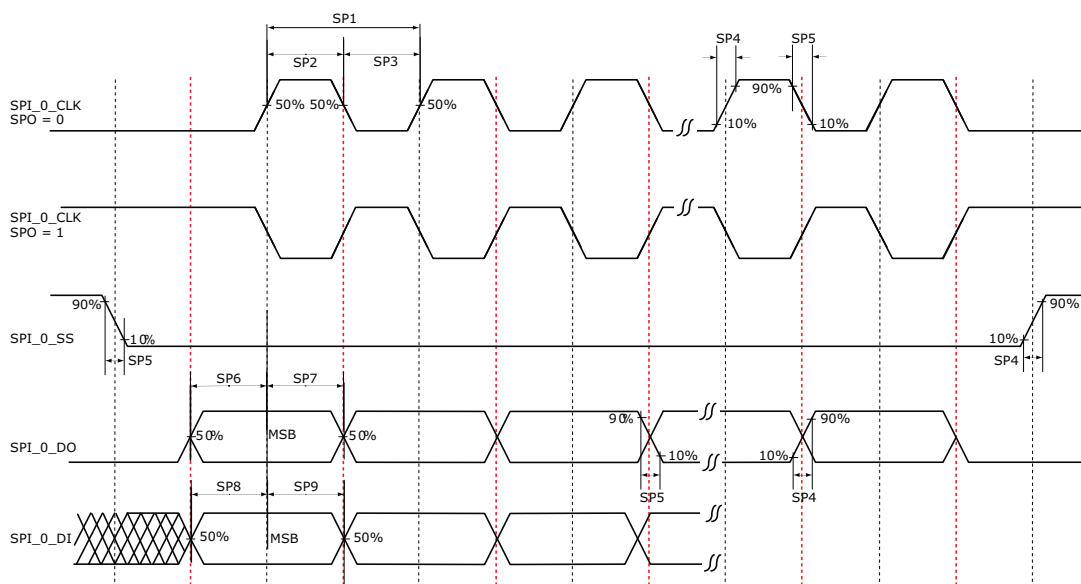 SP1
SP4 SP5
SP2 SP3
SPI_0_CLK
SPO = 0
50% 50% 50% 90%
10% 10%
SPI_0_CLK
SPO = 1
90% 90%
SPI_0_SS 10% 10%
SP5 SP4
SP6 SP7
90% 90%
50% MSB 50%
SPI_0_DO
10% 10%
SP8 SP9 SP5 SP4
SPI_0_DI 50% MSB 50%